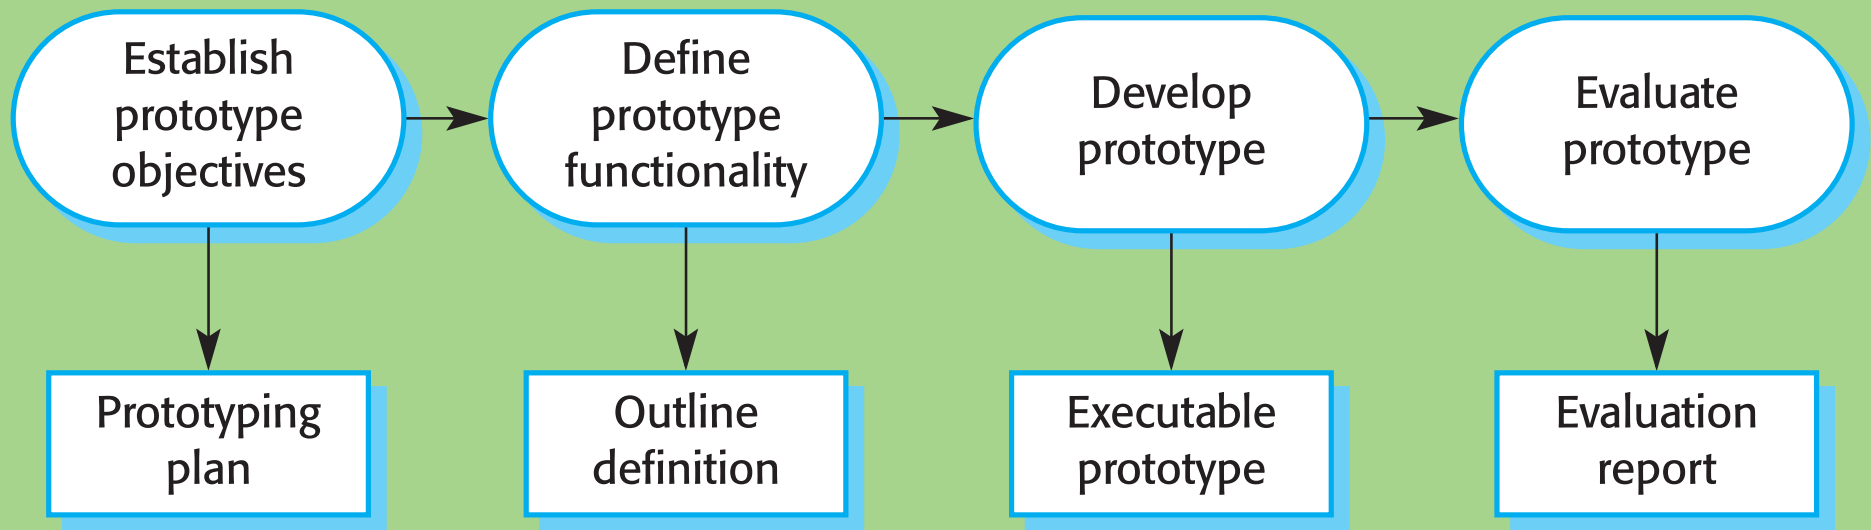 Establish
prototype
objectives
Define
prototype
functionality
Develop
prototype
Evaluate
prototype
Prototyping
plan
Outline
definition
Executable
prototype
Evaluation
report